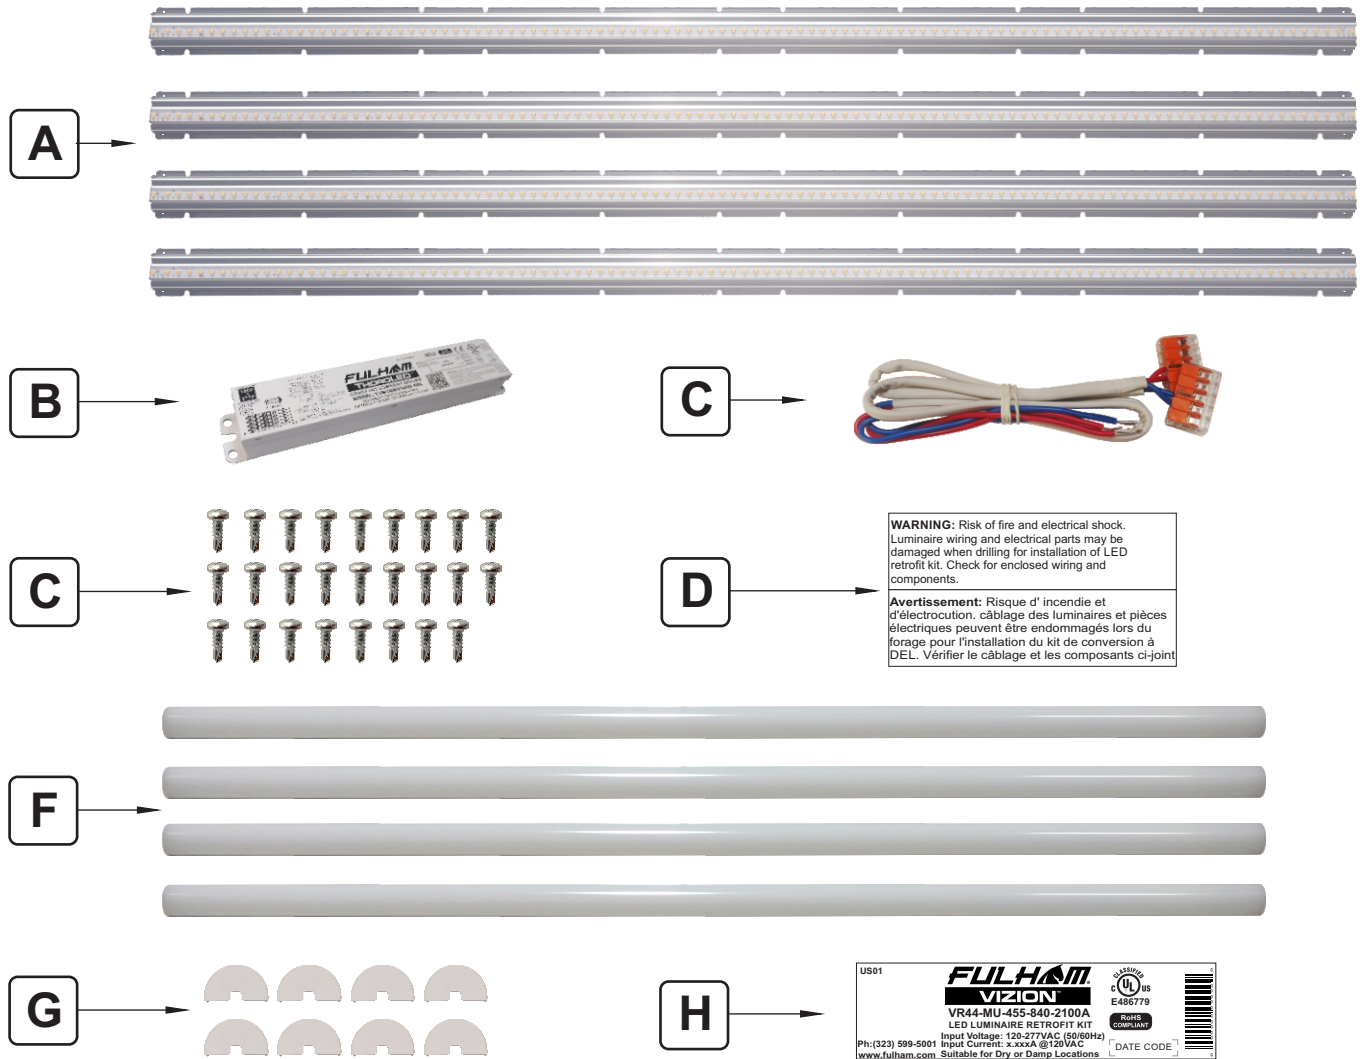 A
B
FULHAM
THOROLED
C
C
D
WARNING: Risk of fire and electrical shock.
Luminaire wiring and electrical parts may be
damaged when drilling for installation of LED
retrofit kit. Check for enclosed wiring and
components.
Avertissement: Risque d' incendie et
d'électrocution. câblage des luminaires et pièces
électriques peuvent être endommagés lors du
forage pour l'installation du kit de conversion à
DEL. Vérifier le câblage et les composants ci-joint
F
G
H
US01
FULHAM
VIZION™
VR44-MU-455-840-2100A
LED LUMINAIRE RETROFIT KIT
Input Voltage: 120-277VAC (50/60Hz)
Ph:(323) 599-5001 Input Current: x.xxxA @120VAC
www.fulham.com Suitable for Dry or Damp Locations
CLASSIFIED
C UL US
E486779
RoHS
COMPLIANT
DATE CODE